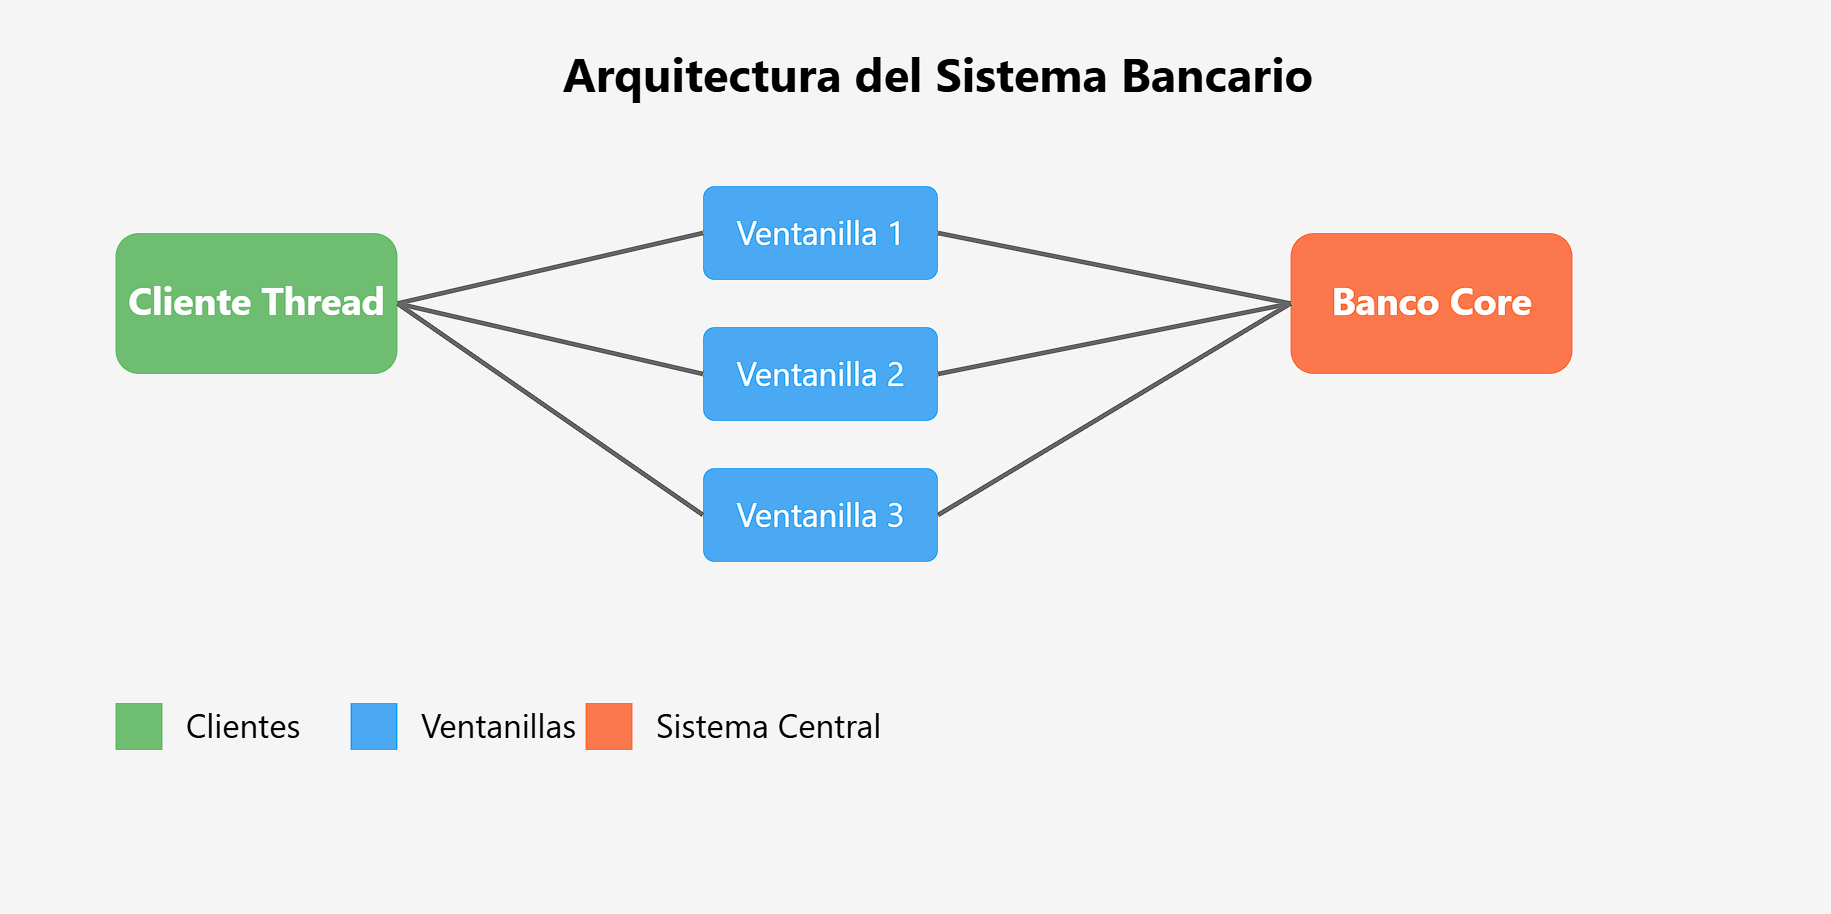 Arquitectura del Sistema Bancario
Ventanilla 1
Cliente Thread
Banco Core
Ventanilla 2
Ventanilla 3
Clientes
Ventanillas
Sistema Central